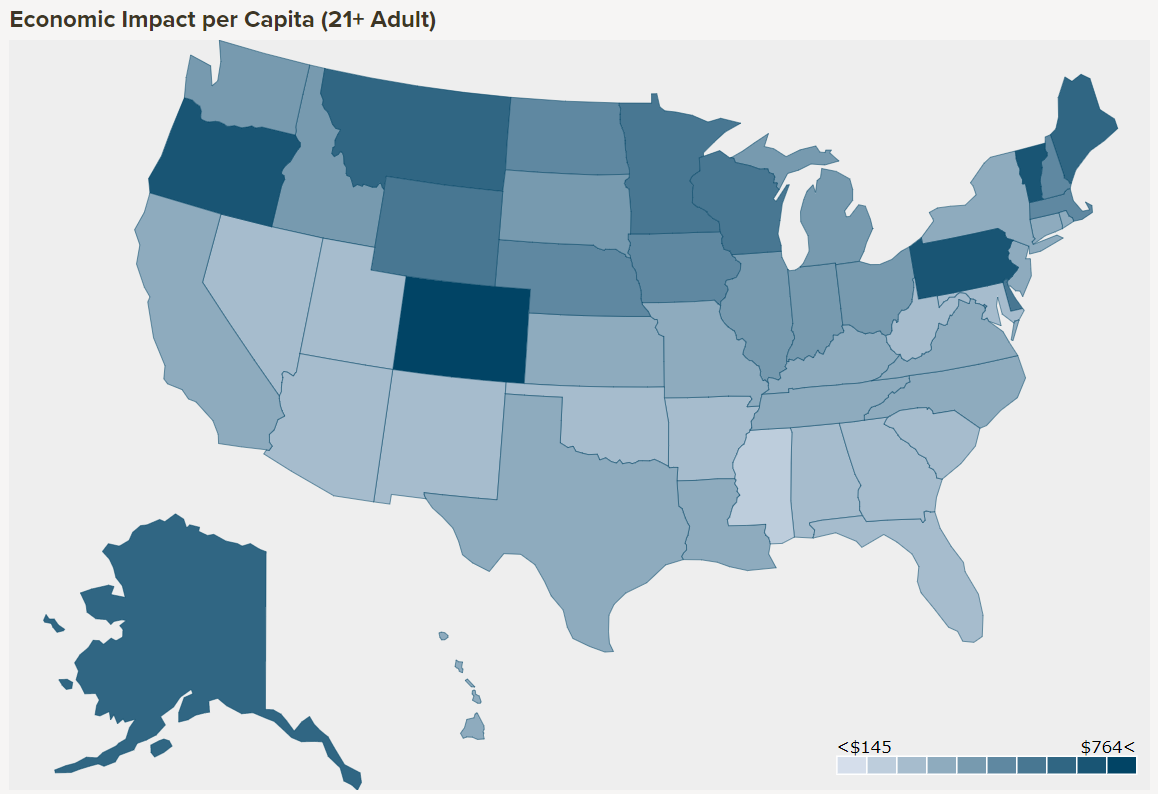 Economic Impact per Capita (21+ Adult)
<$145 $764<